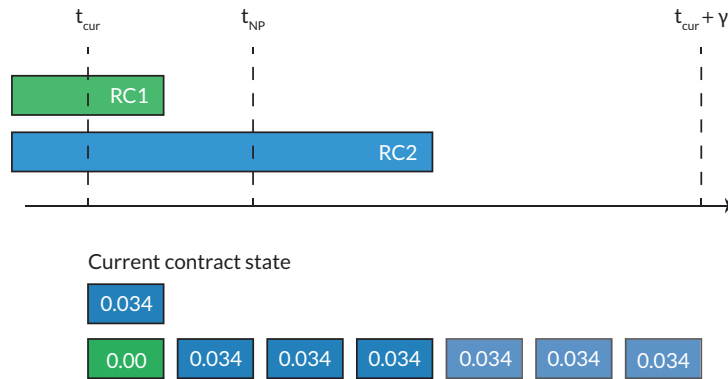 t_cur t_NP t_cur + γ
RC1
RC2
Current contract state
0.034
0.00 0.034 0.034 0.034 0.034 0.034 0.034